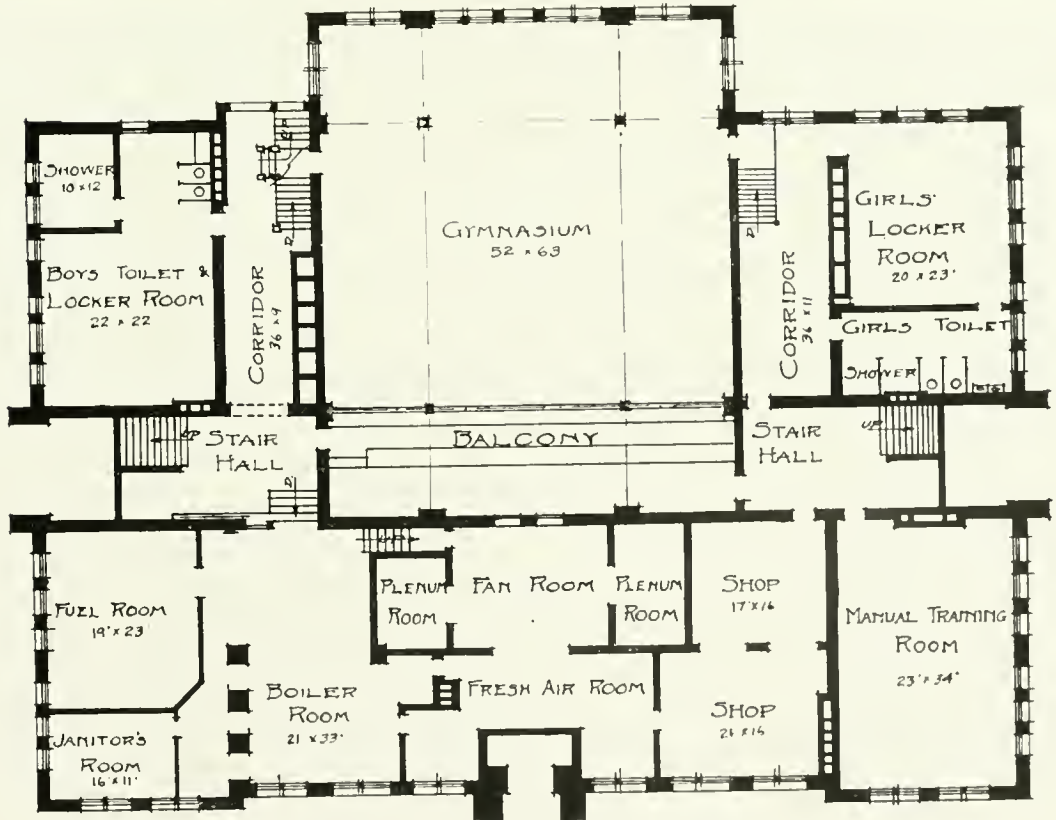 SHOWER
10 x 12
BOYS TOILET &
LOCKER ROOM
22 x 22
UP
D
CORRIDOR
36 x 9
GYMNASIUM
52 x 63
D
CORRIDOR
36 x 11
GIRLS'
LOCKER
ROOM
20 x 23'
GIRLS TOILET
SHOWER
UP
STAIR
HALL
D
BALCONY
STAIR
HALL
UP
FUEL ROOM
19' x 23'
JANITOR'S
ROOM
16' x 11'
BOILER
ROOM
21 x 33'
UP
PLENUM
ROOM
FAN ROOM
PLENUM
ROOM
FRESH AIR ROOM
SHOP
17' x 16
SHOP
MANUAL TRAINING
ROOM
23' x 34'